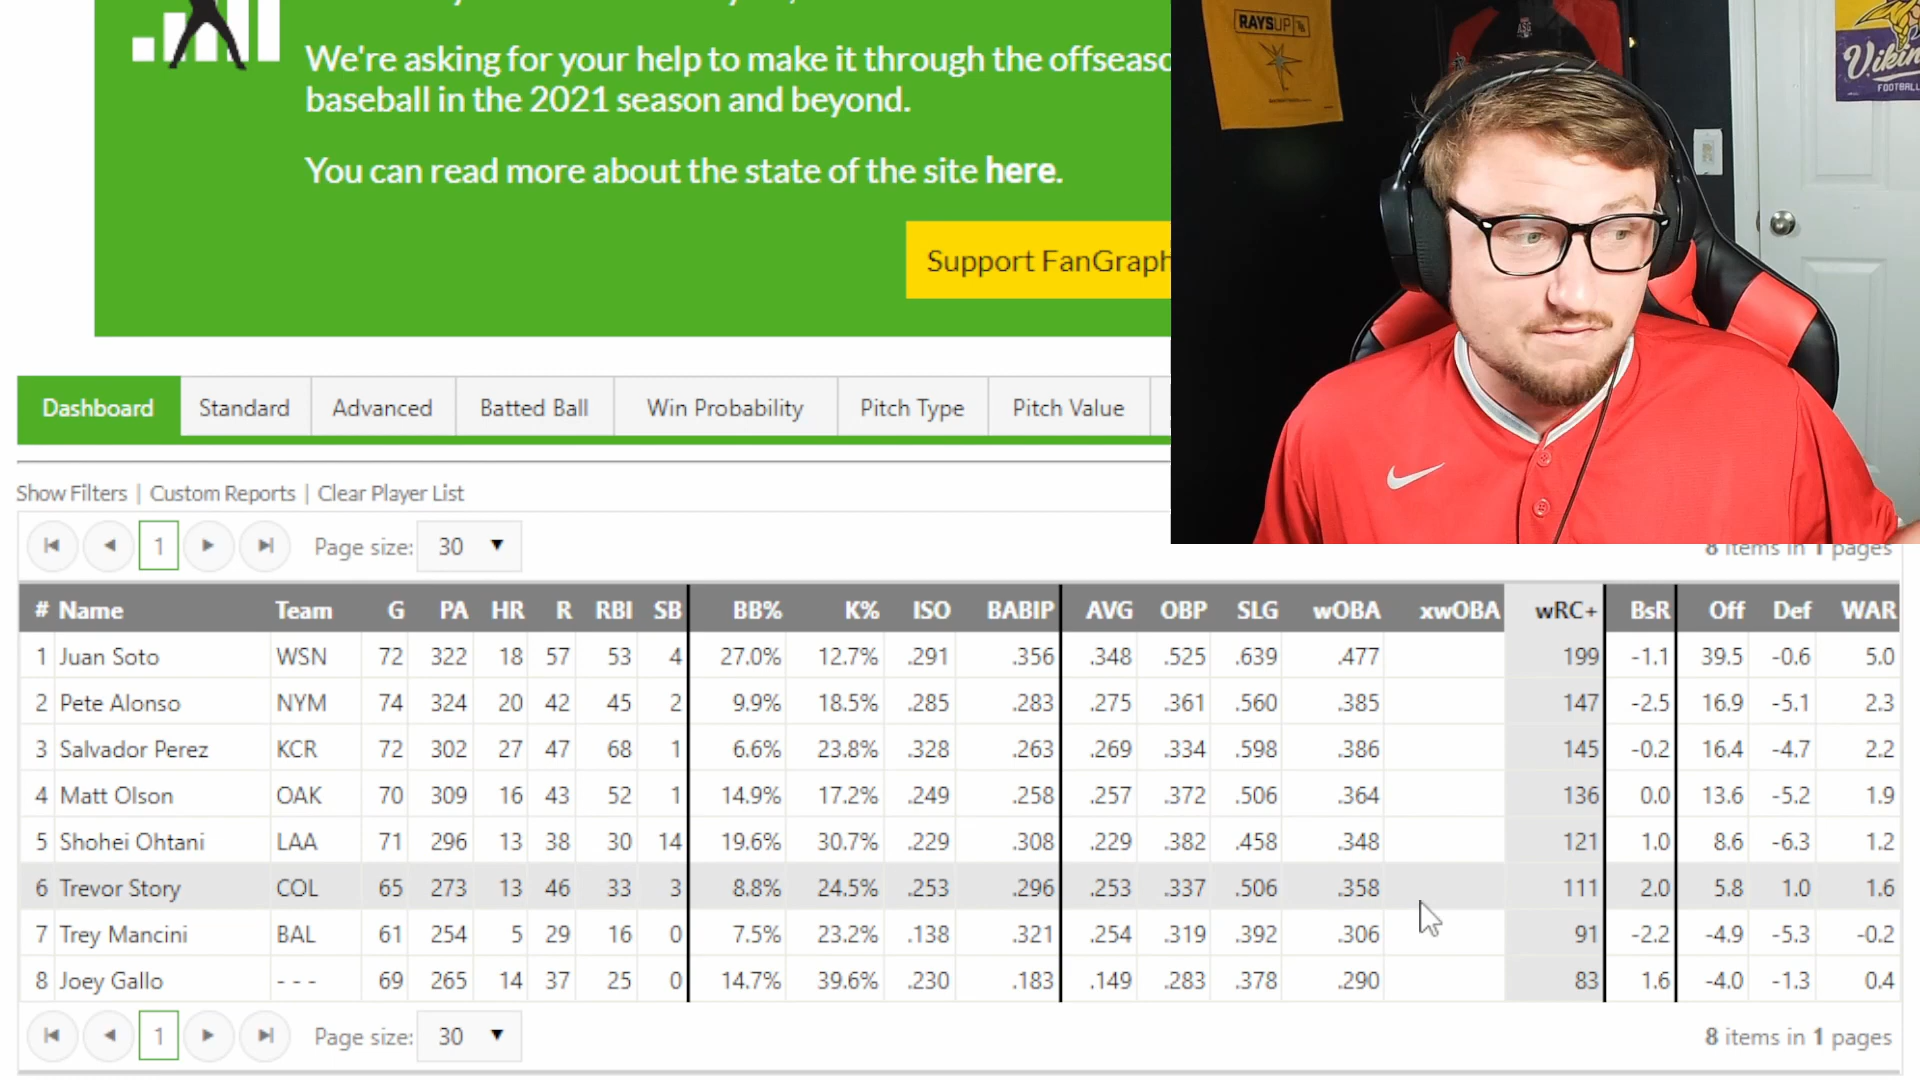 We're asking for your help to make it through the
baseball in the 2021 season and beyond.
You can read more about the state of the site here.
Support
RAYSUP
FOOTBALL
Dashboard Standard Advanced Batted Ball Win Probability Pitch Type Pitch Value
Show Filters | Custom Reports | Clear Player List
1 Page size: 30
8 items in 1 pages
# Name Team G PA HR R RBI SB BB% K% ISO BABIP AVG OBP SLG wOBA xwOBA wRC+ BsR Off Def WAR
1 Juan Soto WSN 72 322 18 57 53 4 27.0% 12.7% .291 .356 .348 .525 .639 .477 199 -1.1 39.5 -0.6 5.0
2 Pete Alonso NYM 74 324 20 42 45 2 9.9% 18.5% .285 .283 .275 .361 .560 .385 147 -2.5 16.9 -5.1 2.3
3 Salvador Perez KCR 72 302 27 47 68 1 6.6% 23.8% .328 .263 .269 .334 .598 .386 145 -0.2 16.4 -4.7 2.2
4 Matt Olson OAK 70 309 16 43 52 1 14.9% 17.2% .249 .258 .257 .372 .506 .364 136 0.0 13.6 -5.2 1.9
5 Shohei Ohtani LAA 71 296 13 38 30 14 19.6% 30.7% .229 .308 .229 .382 .458 .348 121 1.0 8.6 -6.3 1.2
6 Trevor Story COL 65 273 13 46 33 3 8.8% 24.5% .253 .296 .253 .337 .506 .358 111 2.0 5.8 1.0 1.6
7 Trey Mancini BAL 61 254 5 29 16 0 7.5% 23.2% .138 .321 .254 .319 .392 .306 91 -2.2 -4.9 -5.3 -0.2
8 Joey Gallo - - - 69 265 14 37 25 0 14.7% 39.6% .230 .183 .149 .283 .378 .290 83 1.6 -4.0 -1.3 0.4
1 Page size: 30
8 items in 1 pages